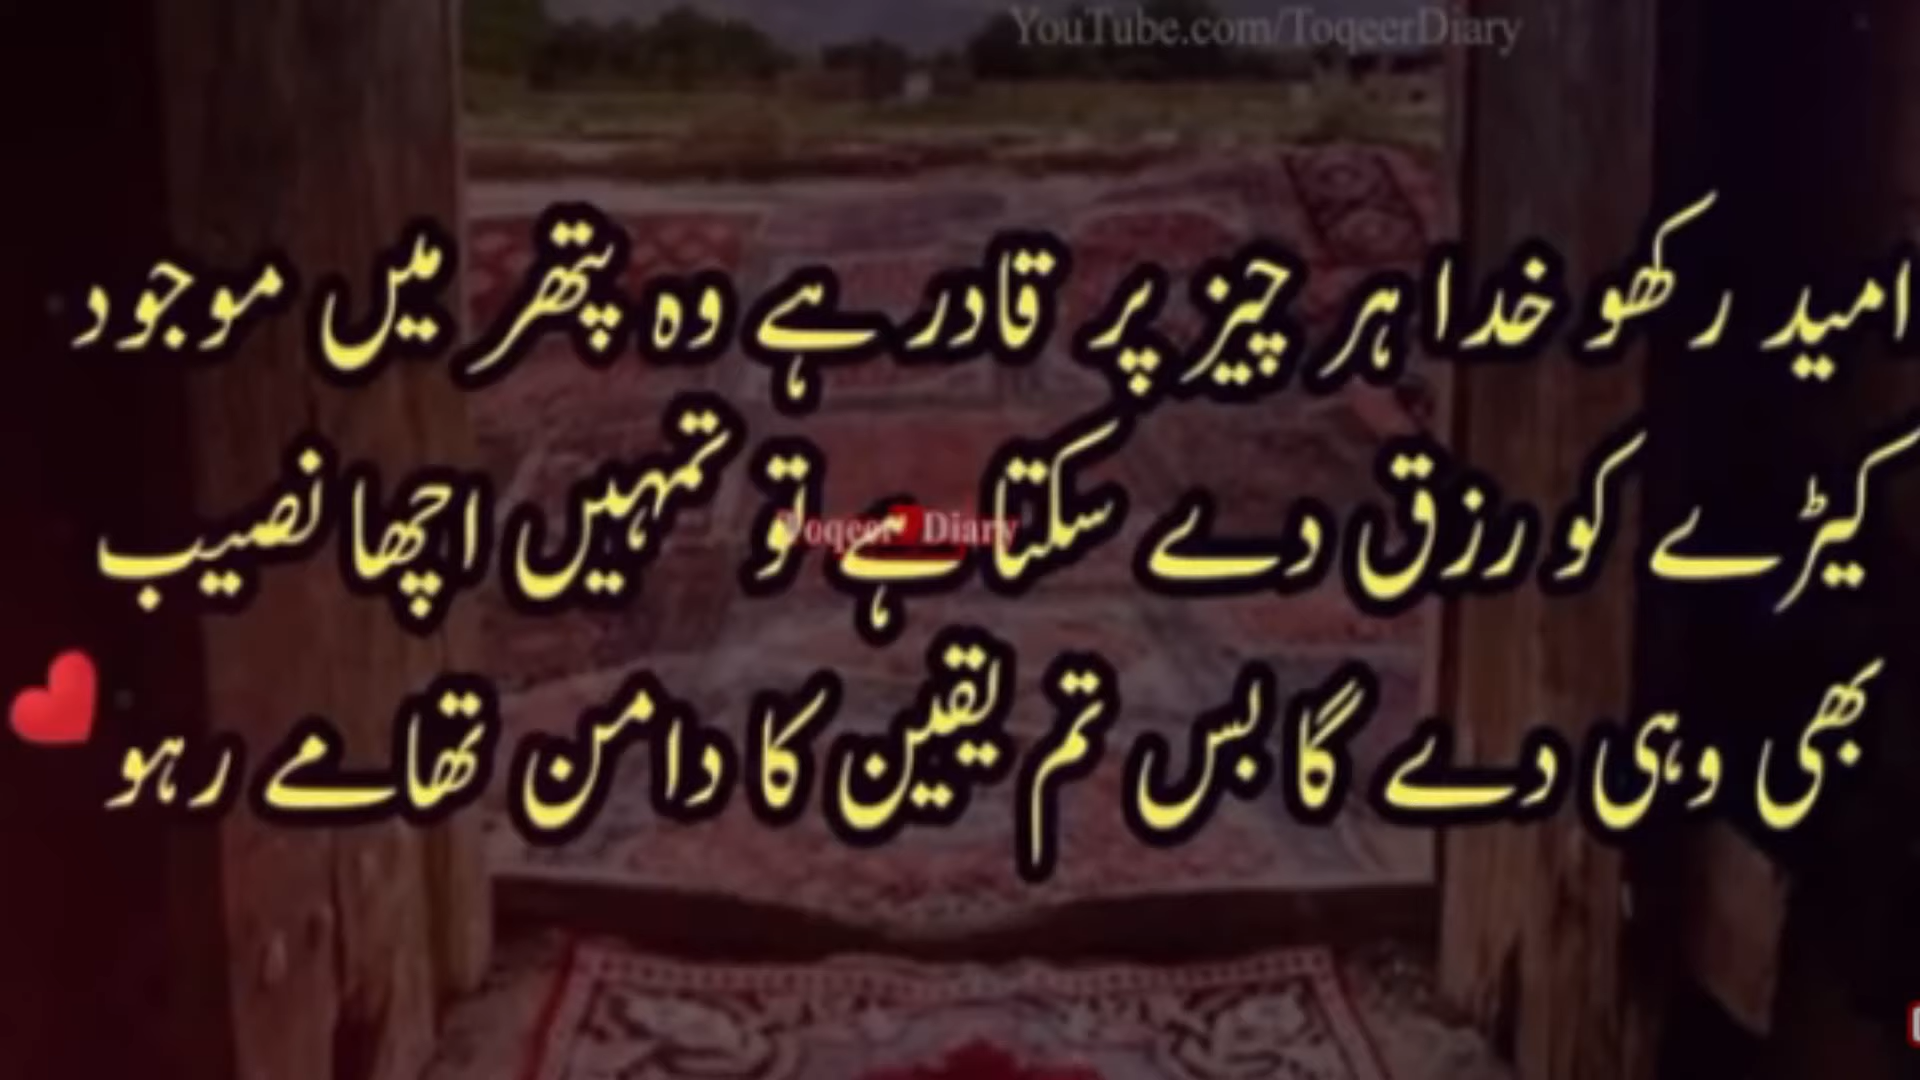 YouTube.com/ToqeerDiary
امید رکھو خدا ہر چیز پر قادر ہے وہ پتھر میں موجود
کیڑے کو رزق دے سکتا ہے تو تمہیں اچھا نصیب
Toqeer Diary
بھی وہی دے گا بس تم یقین کا دامن تھامے رہو